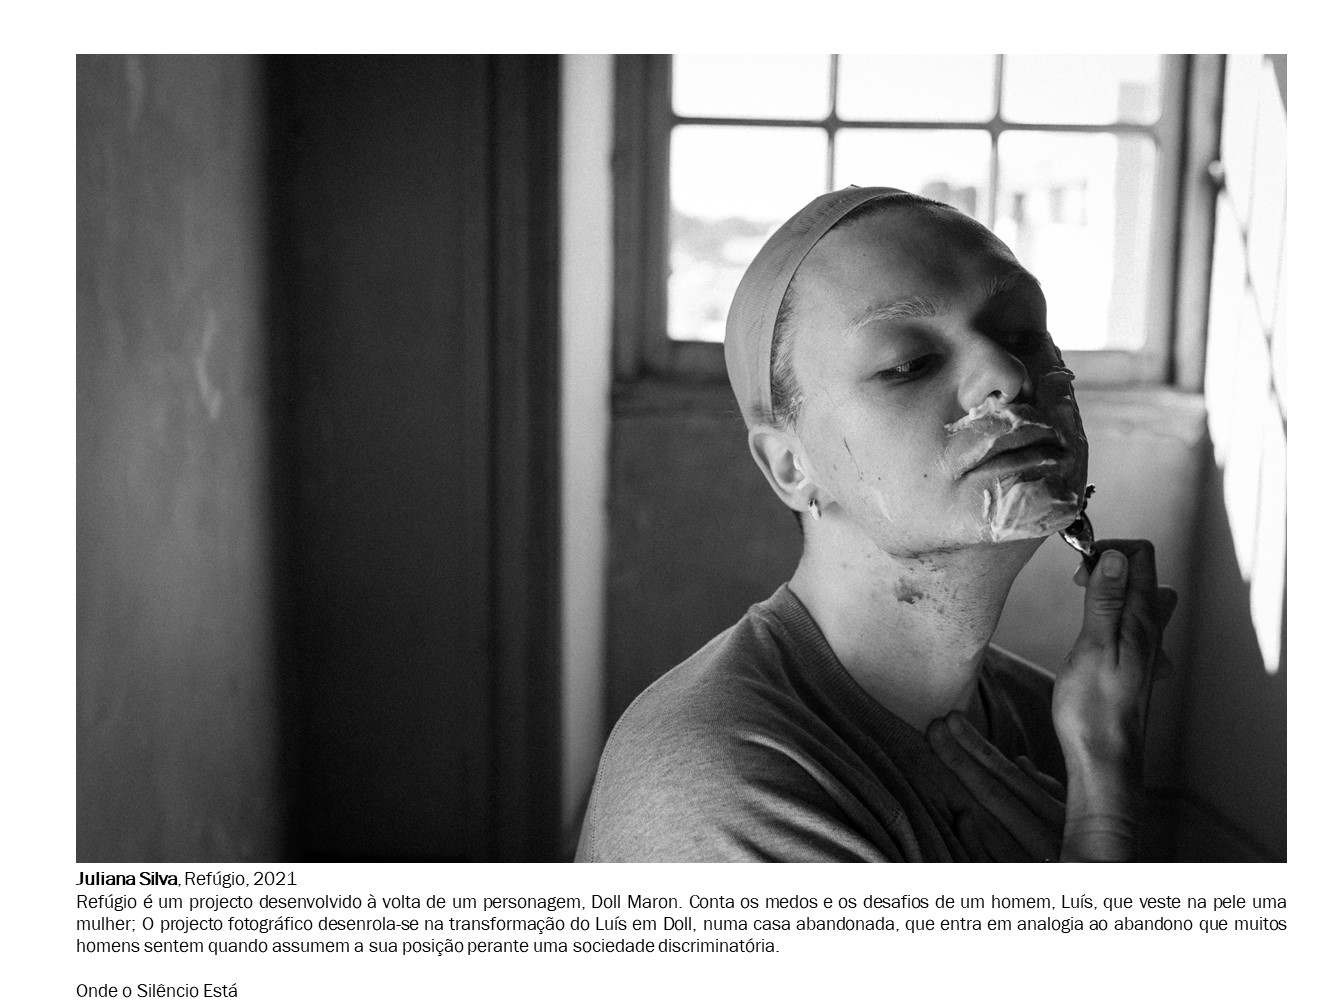 Juliana Silva, Refúgio, 2021
Refúgio é um projecto desenvolvido à volta de um personagem, Doll Maron. Conta os medos e os desafios de um homem, Luís, que veste na pele uma
mulher; O projecto fotográfico desenrola-se na transformação do Luís em Doll, numa casa abandonada, que entra em analogia ao abandono que muitos
homens sentem quando assumem a sua posição perante uma sociedade discriminatória.
Onde o Silêncio Está